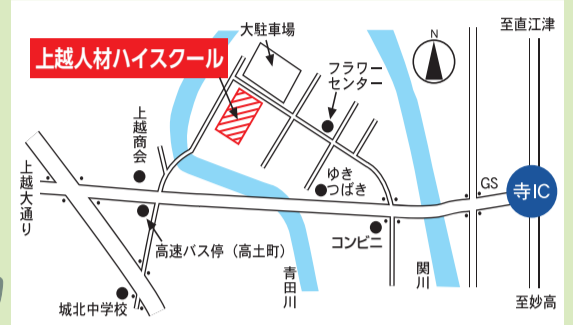 大駐車場
至直江津
上越人材ハイスクール
N
フラワー
センター
上越商会
上越大通り
ゆき
つばき
GS
寺IC
コンビニ
高速バス停（高土町）
青田川
関川
城北中学校
至妙高